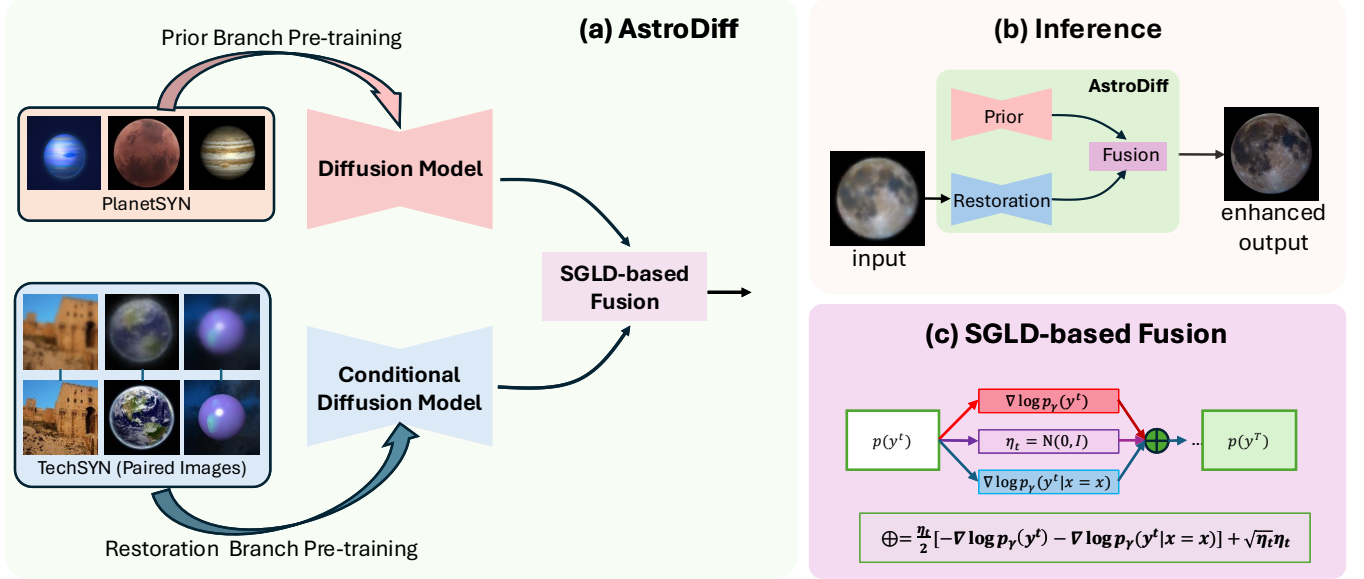 (a) AstroDiff
Prior Branch Pre-training
PlanetSYN
Diffusion Model
SGLD-based
Fusion
Conditional
Diffusion Model
TechSYN (Paired Images)
Restoration Branch Pre-training
(b) Inference
AstroDiff
Prior
Fusion
Restoration
input
enhanced
output
(c) SGLD-based Fusion
p(y^t)
∇ log p_γ(y^t)
η_t = N(0, I)
∇ log p_γ(y^t|x = x)
...
p(y^T)
⊕= η_t/2 [−∇ log p_γ(y^t) − ∇ log p_γ(y^t|x = x)] + √η_t η_t